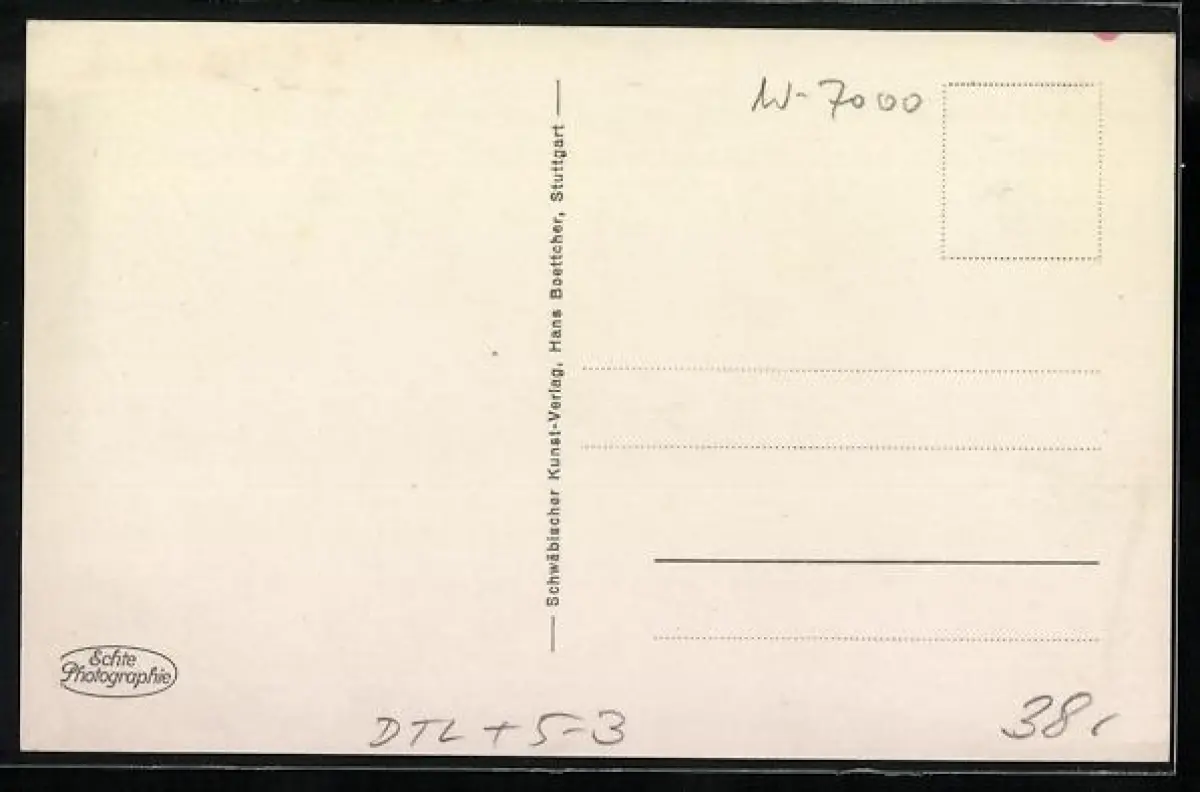 W-7000
Schwäbischer Kunst-Verlag, Hans Boettcher, Stuttgart
Echte
Photographie
DTL + 5-3
38,